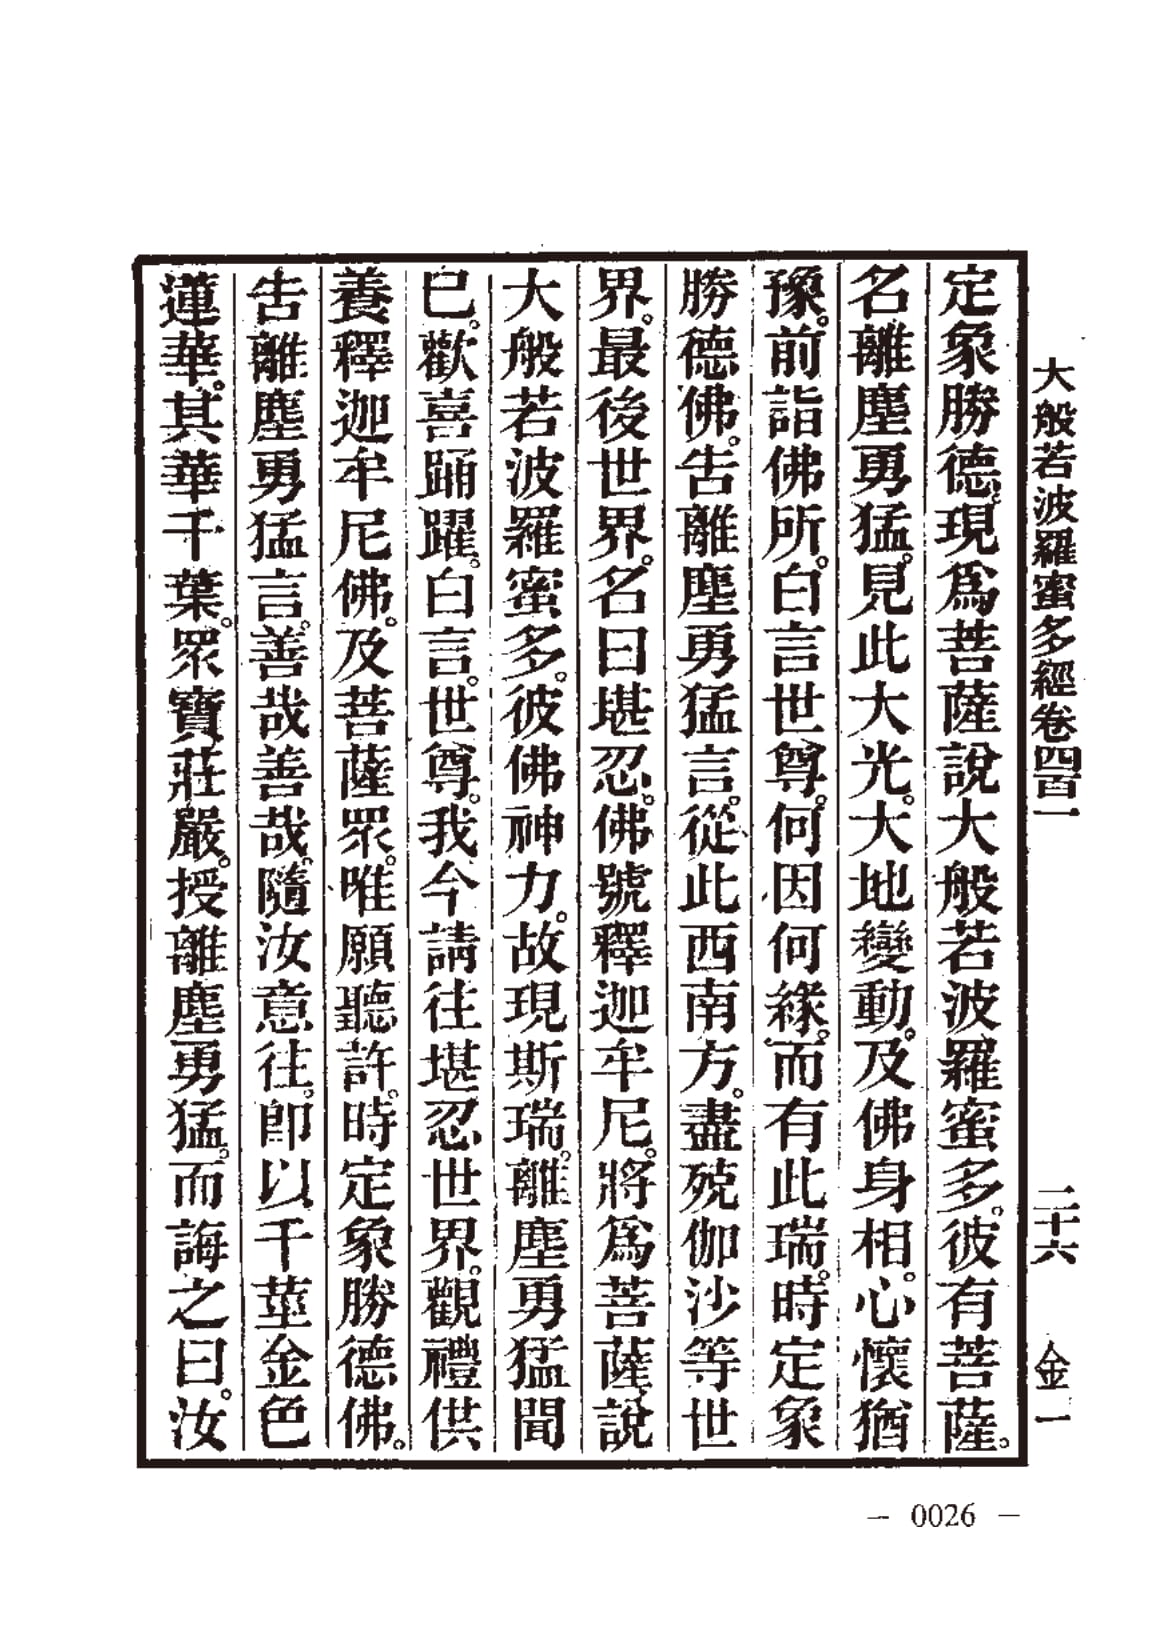 大般若波羅蜜多經卷四百一　二十六　金一
定象勝德。現爲菩薩說大般若波羅蜜多。彼有菩薩。
名離塵勇猛。見此大光。大地變動。及佛身相。心懷猶
豫。前詣佛所。白言世尊。何因何緣。而有此瑞。時定象
勝德佛。告離塵勇猛言。從此西南方。盡殑伽沙等世
界。最後世界。名曰堪忍。佛號釋迦牟尼。將爲菩薩說
大般若波羅蜜多。彼佛神力。故現斯瑞。離塵勇猛聞
已。歡喜踊躍。白言。世尊。我今請往堪忍世界。觀禮供
養釋迦牟尼佛。及菩薩眾。唯願聽許。時定象勝德佛。
告離塵勇猛言。善哉善哉。隨汝意往。卽以千莖金色
蓮華。其華千葉。眾寶莊嚴。授離塵勇猛。而誨之曰。汝
— 0026 —